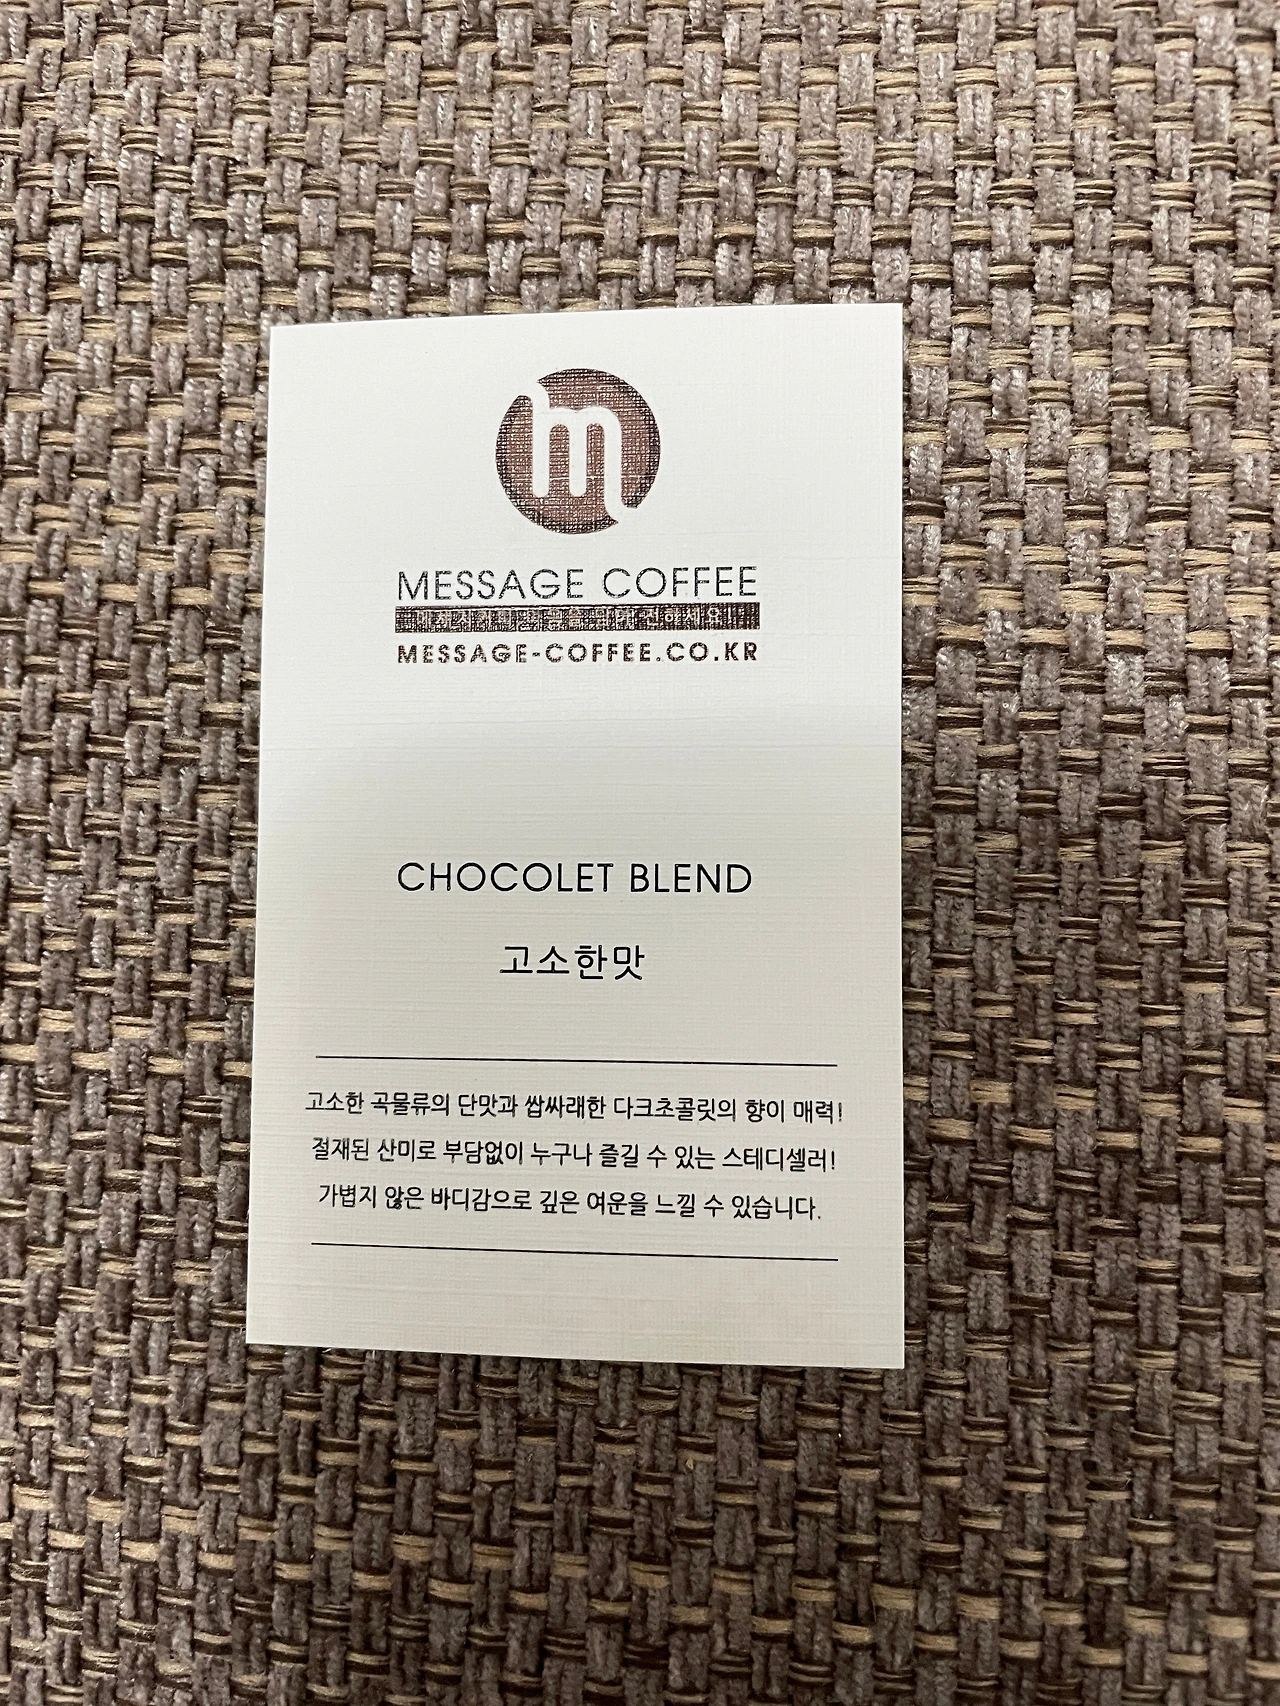 m
MESSAGE COFFEE
MESSAGE-COFFEE.CO.KR
CHOCOLET BLEND
고소한맛
고소한 곡물류의 단맛과 쌉싸래한 다크초콜릿의 향이 매력!
절재된 산미로 부담없이 누구나 즐길 수 있는 스테디셀러!
가볍지 않은 바디감으로 깊은 여운을 느낄 수 있습니다.